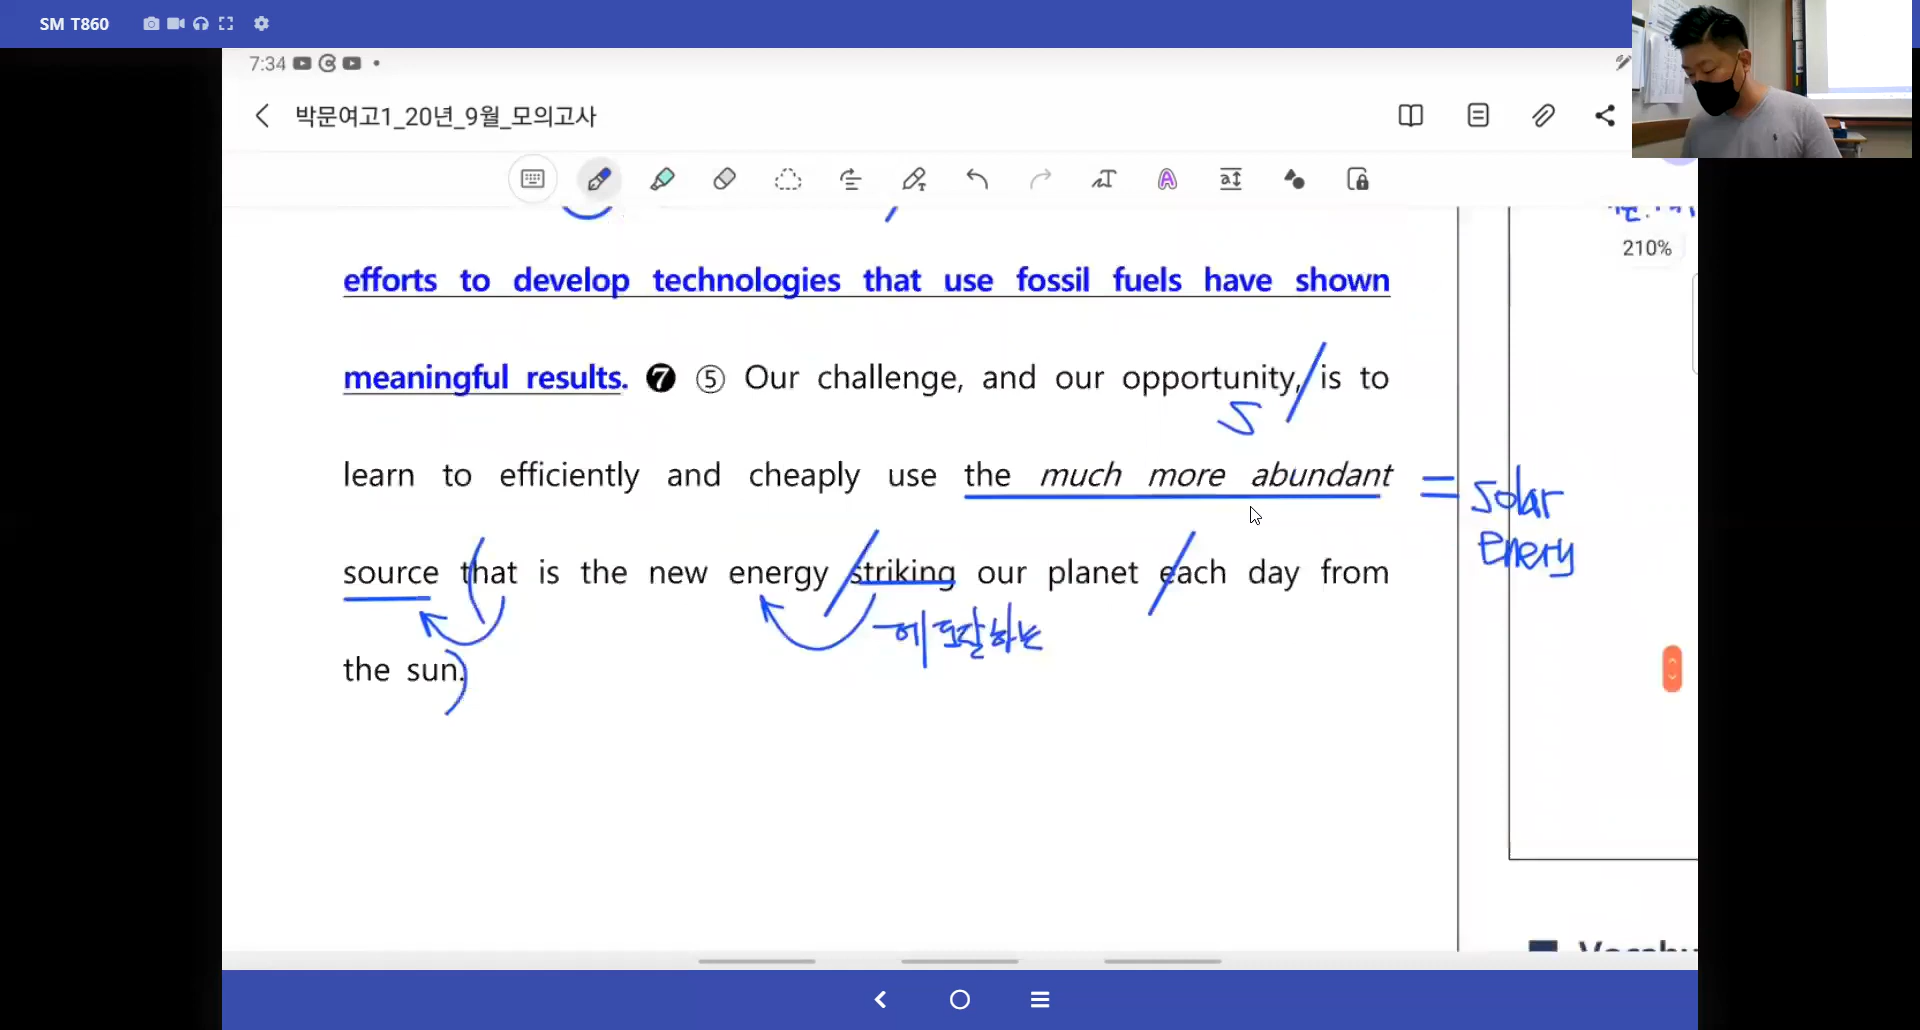 SM T860
7:34
박문여고1_20년_9월_모의고사
210%
efforts to develop technologies that use fossil fuels have shown
meaningful results. ❼ ⑤ Our challenge, and our opportunity, is to
S
learn to efficiently and cheaply use the much more abundant
= solar
Enery
source that is the new energy striking our planet each day from
~에 도달하는
the sun.